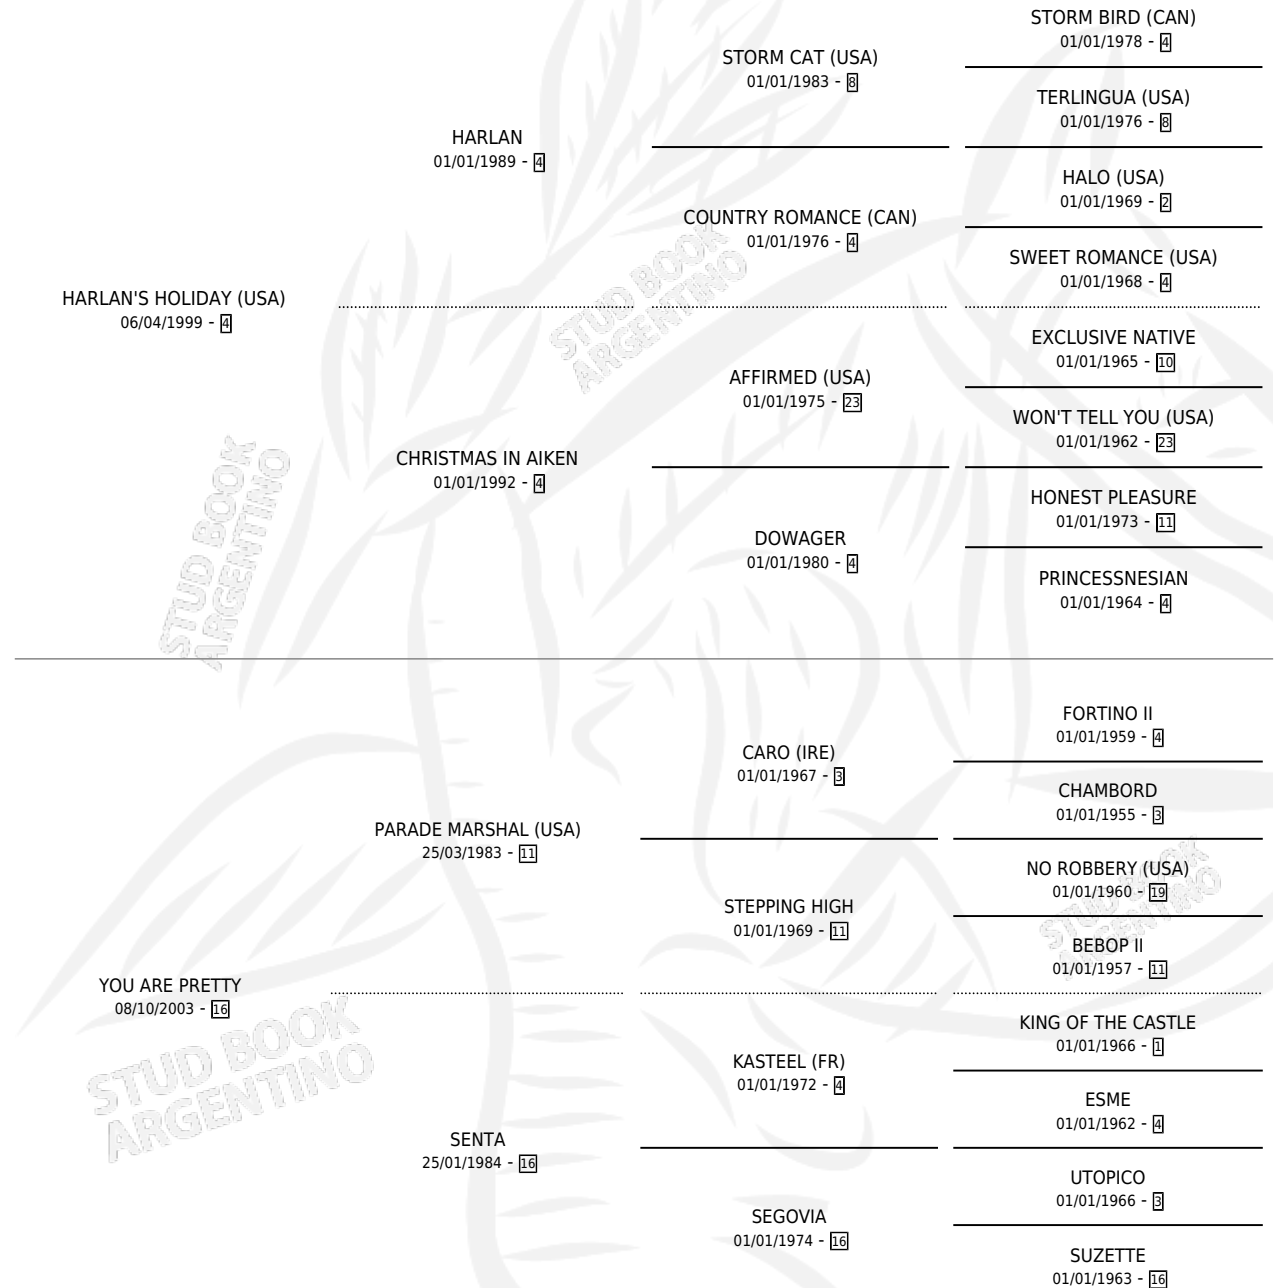 STORM BIRD (CAN)
01/01/1978 - 4
STORM CAT (USA)
01/01/1983 - 8
TERLINGUA (USA)
01/01/1976 - 8
HARLAN
01/01/1989 - 4
HALO (USA)
01/01/1969 - 2
COUNTRY ROMANCE (CAN)
01/01/1976 - 4
SWEET ROMANCE (USA)
01/01/1968 - 4
HARLAN'S HOLIDAY (USA)
06/04/1999 - 4
EXCLUSIVE NATIVE
01/01/1965 - 10
AFFIRMED (USA)
01/01/1975 - 23
WON'T TELL YOU (USA)
01/01/1962 - 23
CHRISTMAS IN AIKEN
01/01/1992 - 4
HONEST PLEASURE
01/01/1973 - 11
DOWAGER
01/01/1980 - 4
PRINCESSNESIAN
01/01/1964 - 4
STUD BOOK
ARGENTINO
STUD BOOK
ARGENTINO
FORTINO II
01/01/1959 - 4
CARO (IRE)
01/01/1967 - 3
CHAMBORD
01/01/1955 - 3
PARADE MARSHAL (USA)
25/03/1983 - 11
NO ROBBERY (USA)
01/01/1960 - 19
STEPPING HIGH
01/01/1969 - 11
BEBOP II
01/01/1957 - 11
STUD BOOK
ARGENTINO
YOU ARE PRETTY
08/10/2003 - 16
KING OF THE CASTLE
01/01/1966 - 1
KASTEEL (FR)
01/01/1972 - 4
ESME
01/01/1962 - 4
STUD BOOK
ARGENTINO
SENTA
25/01/1984 - 16
UTOPICO
01/01/1966 - 3
SEGOVIA
01/01/1974 - 16
SUZETTE
01/01/1963 - 16